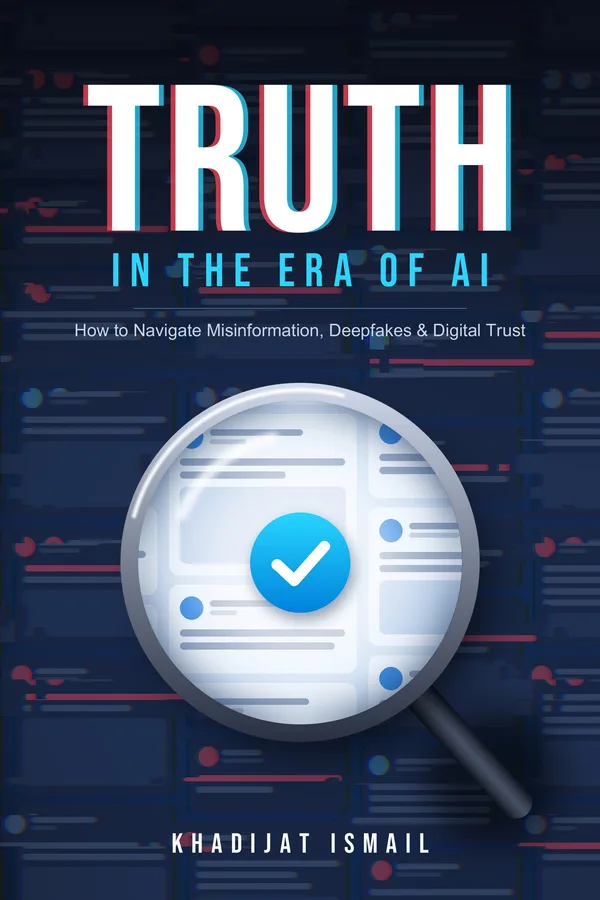 TRUTH
IN THE ERA OF AI
How to Navigate Misinformation, Deepfakes & Digital Trust
KHADIJAT ISMAIL